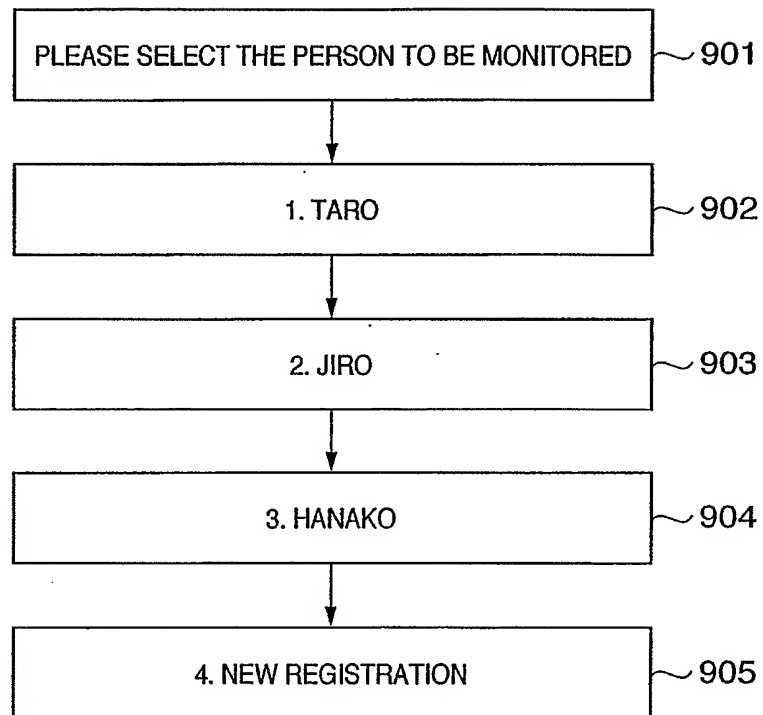 PLEASE SELECT THE PERSON TO BE MONITORED 901
1. TARO 902
2. JIRO 903
3. HANAKO 904
4. NEW REGISTRATION 905